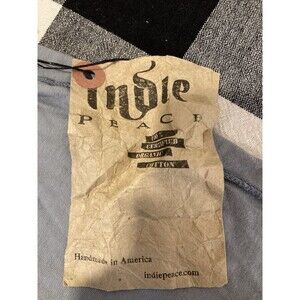 indie
PEACE
100%
CERTIFIED
ORGANIC
COTTON
Handmade in America
indiepeace.com